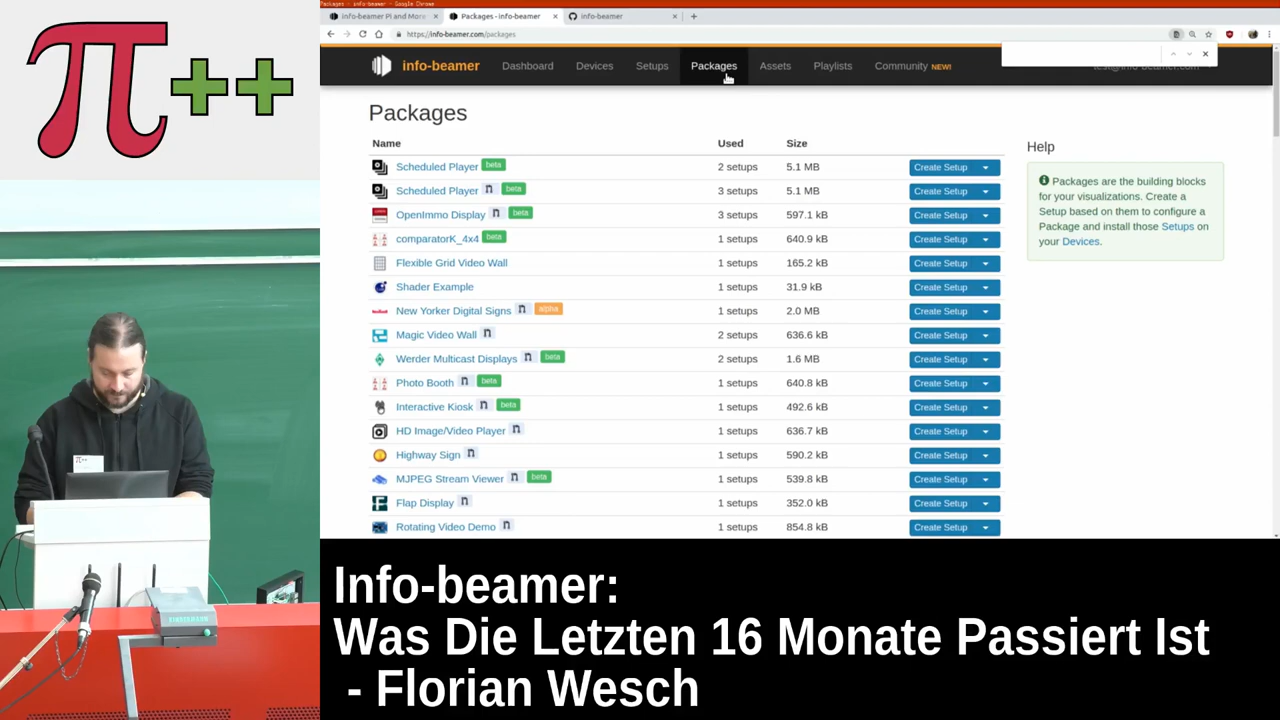 π++
info-beamer PI and More
Packages - info-beamer
info-beamer
https://info-beamer.com/packages
info-beamer
Dashboard
Devices
Setups
Packages
Assets
Playlists
Community NEW!
Packages
Name Used Size
Scheduled Player beta 2 setups 5.1 MB Create Setup
Scheduled Player n beta 3 setups 5.1 MB Create Setup
OpenImmo Display n beta 3 setups 597.1 kB Create Setup
comparatorK_4x4 beta 1 setups 640.9 kB Create Setup
Flexible Grid Video Wall 1 setups 165.2 kB Create Setup
Shader Example 1 setups 31.9 kB Create Setup
New Yorker Digital Signs n alpha 1 setups 2.0 MB Create Setup
Magic Video Wall n 2 setups 636.6 kB Create Setup
Werder Multicast Displays n beta 2 setups 1.6 MB Create Setup
Photo Booth n beta 1 setups 640.8 kB Create Setup
Interactive Kiosk n beta 1 setups 492.6 kB Create Setup
HD Image/Video Player n 1 setups 636.7 kB Create Setup
Highway Sign n 1 setups 590.2 kB Create Setup
MJPEG Stream Viewer n beta 1 setups 539.8 kB Create Setup
Flap Display n 1 setups 352.0 kB Create Setup
Rotating Video Demo n 1 setups 854.8 kB Create Setup
Help
Packages are the building blocks
for your visualizations. Create a
Setup based on them to configure a
Package and install those Setups on
your Devices.
π++
Info-beamer:
Was Die Letzten 16 Monate Passiert Ist
- Florian Wesch